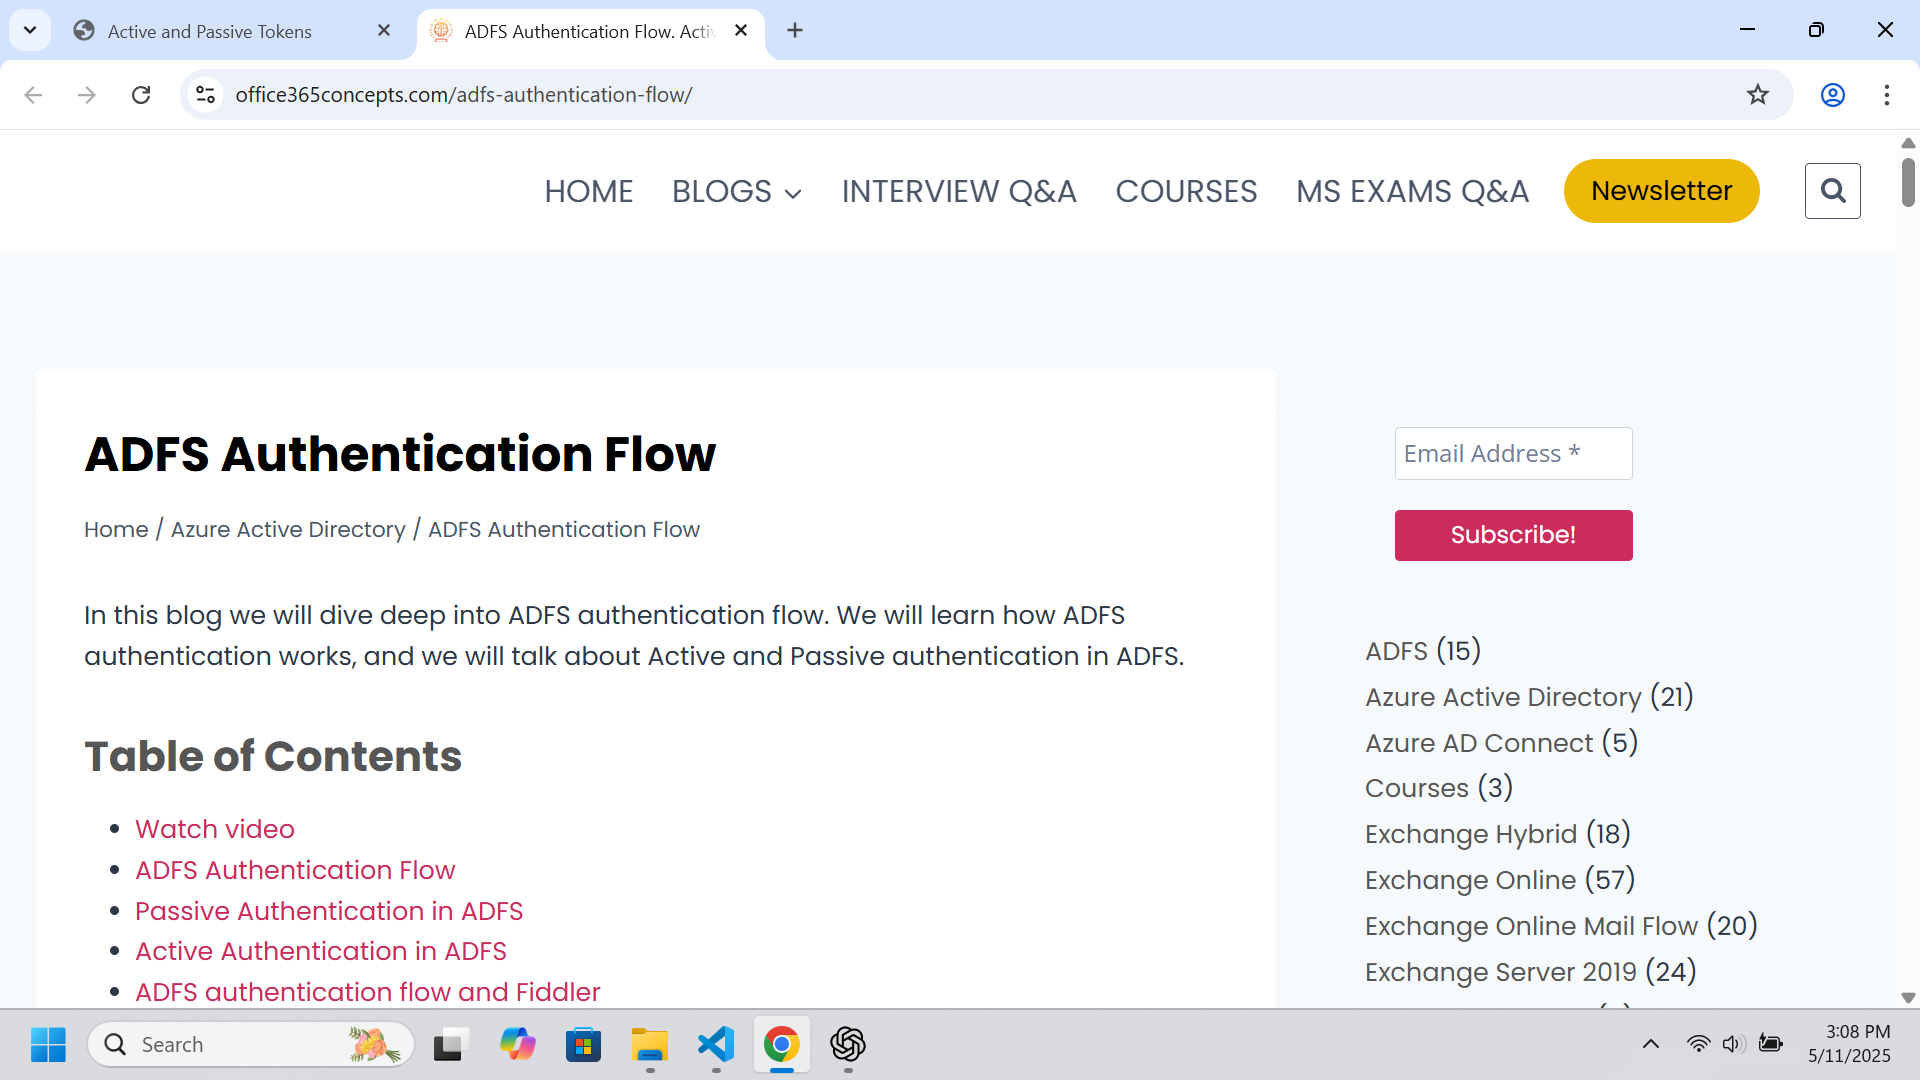 Active and Passive Tokens
ADFS Authentication Flow. Activ
office365concepts.com/adfs-authentication-flow/
HOME
BLOGS
INTERVIEW Q&A
COURSES
MS EXAMS Q&A
Newsletter
ADFS Authentication Flow
Home / Azure Active Directory / ADFS Authentication Flow
In this blog we will dive deep into ADFS authentication flow. We will learn how ADFS
authentication works, and we will talk about Active and Passive authentication in ADFS.
Table of Contents
Watch video
ADFS Authentication Flow
Passive Authentication in ADFS
Active Authentication in ADFS
ADFS authentication flow and Fiddler
Email Address *
Subscribe!
ADFS (15)
Azure Active Directory (21)
Azure AD Connect (5)
Courses (3)
Exchange Hybrid (18)
Exchange Online (57)
Exchange Online Mail Flow (20)
Exchange Server 2019 (24)
Search
3:08 PM
5/11/2025